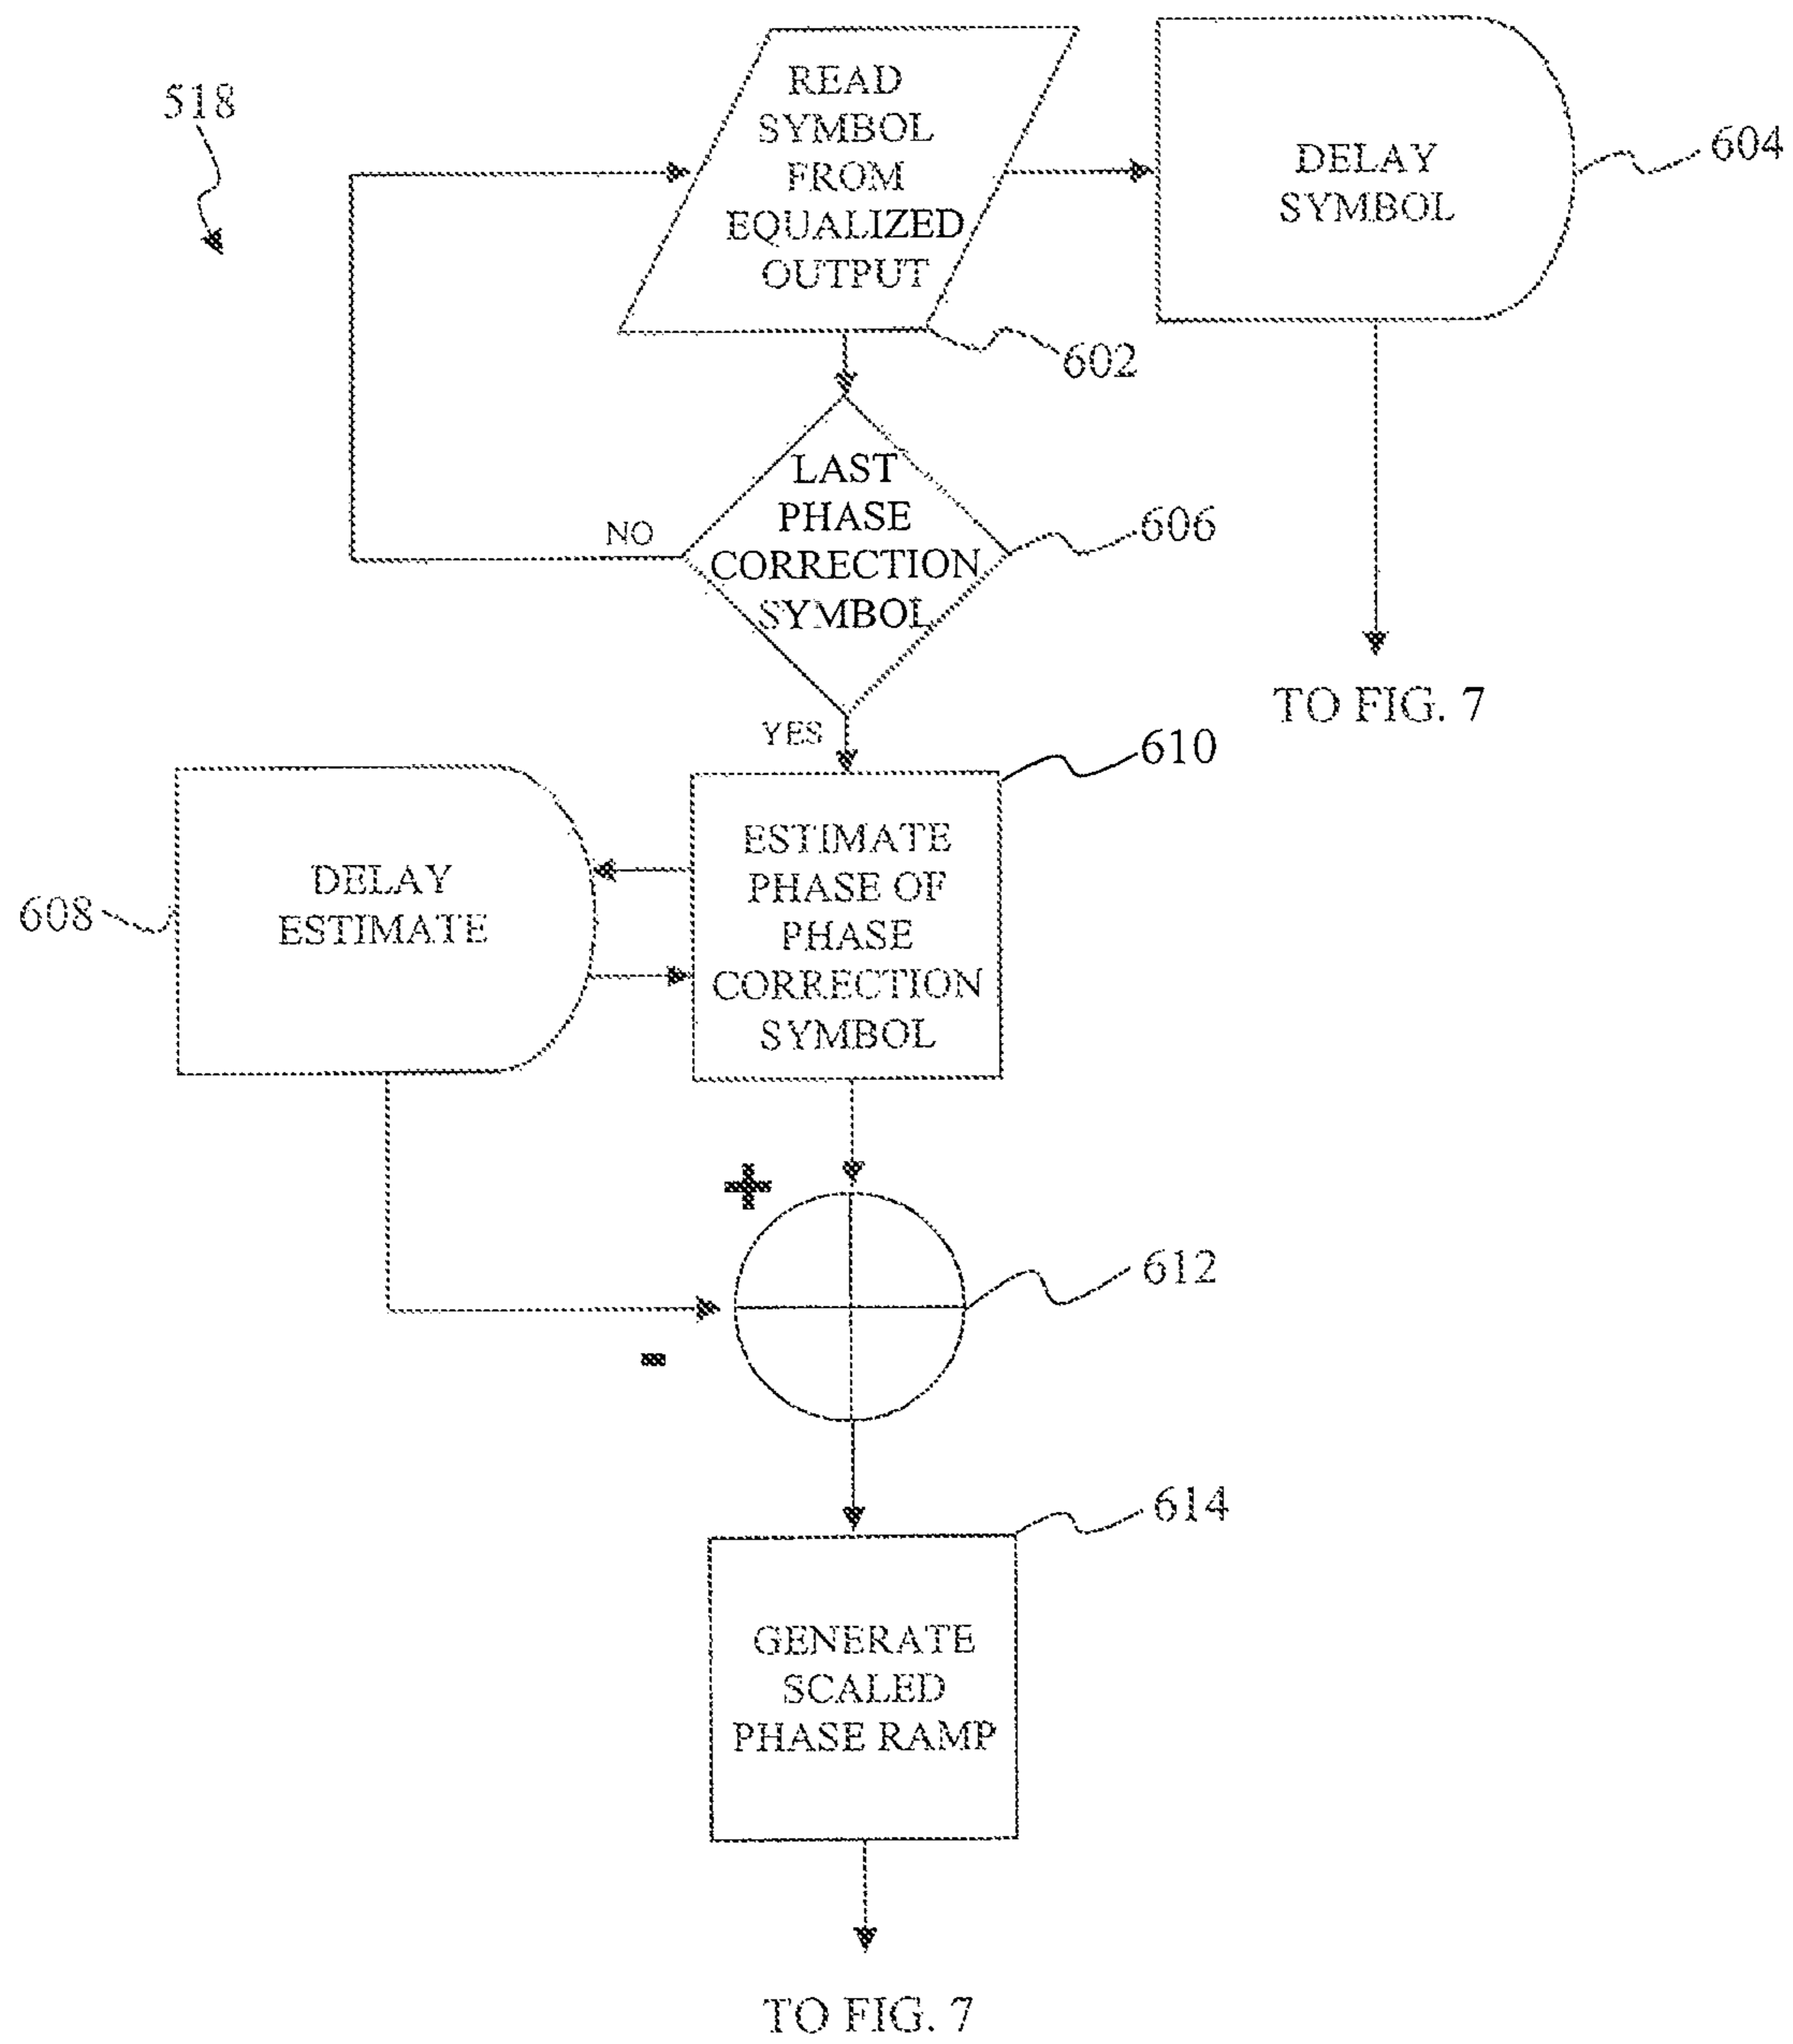 518
READ
SYMBOL
FROM
EQUALIZED
OUTPUT
DELAY
SYMBOL
604
602
LAST
PHASE
CORRECTION
SYMBOL
606
NO
YES
TO FIG. 7
610
DELAY
ESTIMATE
608
ESTIMATE
PHASE OF
PHASE
CORRECTION
SYMBOL
+
-
612
614
GENERATE
SCALED
PHASE RAMP
TO FIG. 7